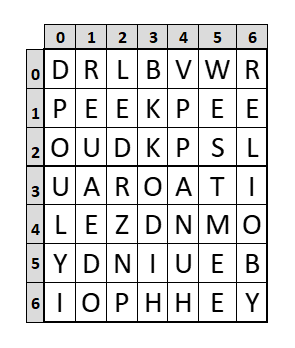 0 1 2 3 4 5 6
0 D R L B V W R
1 P E E K P E E
2 O U D K P S L
3 U A R O A T I
4 L E Z D N M O
5 Y D N I U E B
6 I O P H H E Y